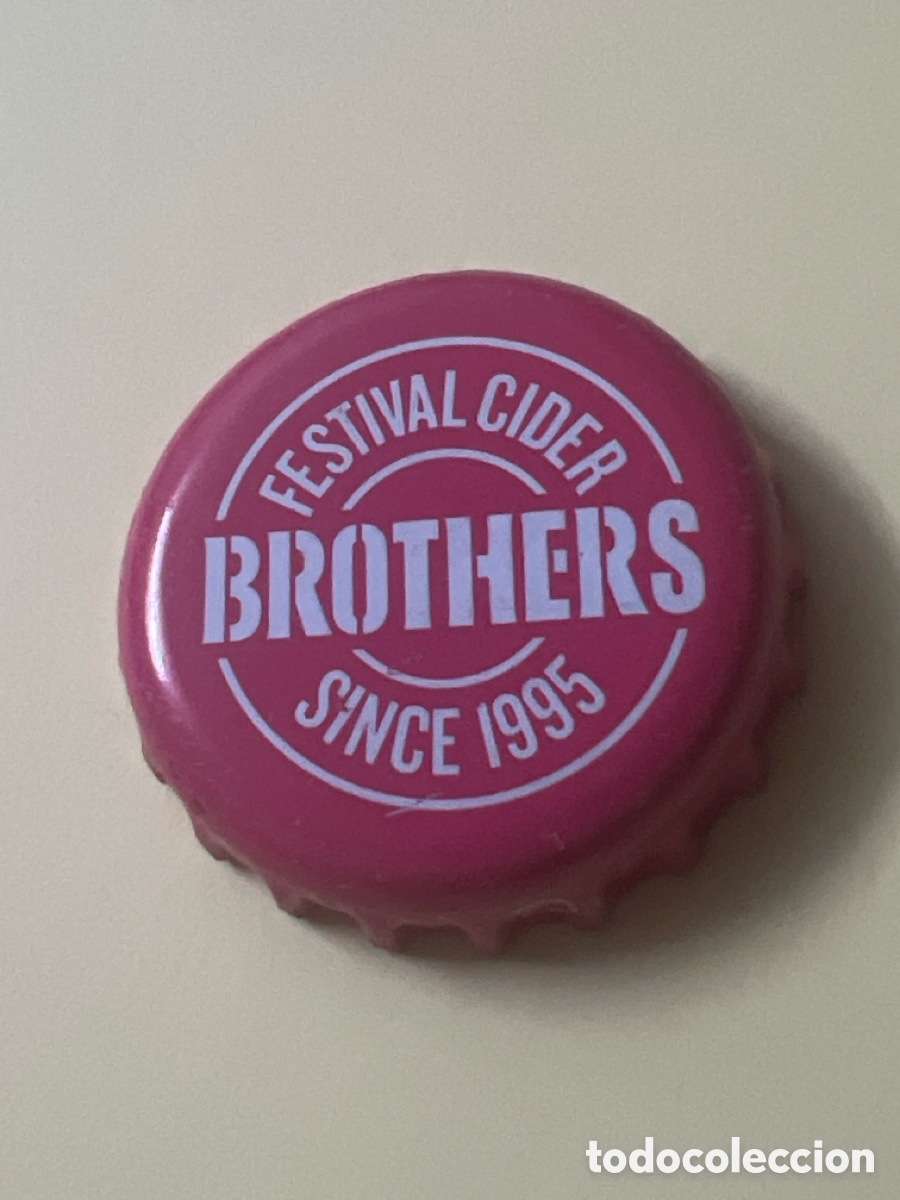 FESTIVAL CIDER
BROTHERS
SINCE 1995
todocoleccion